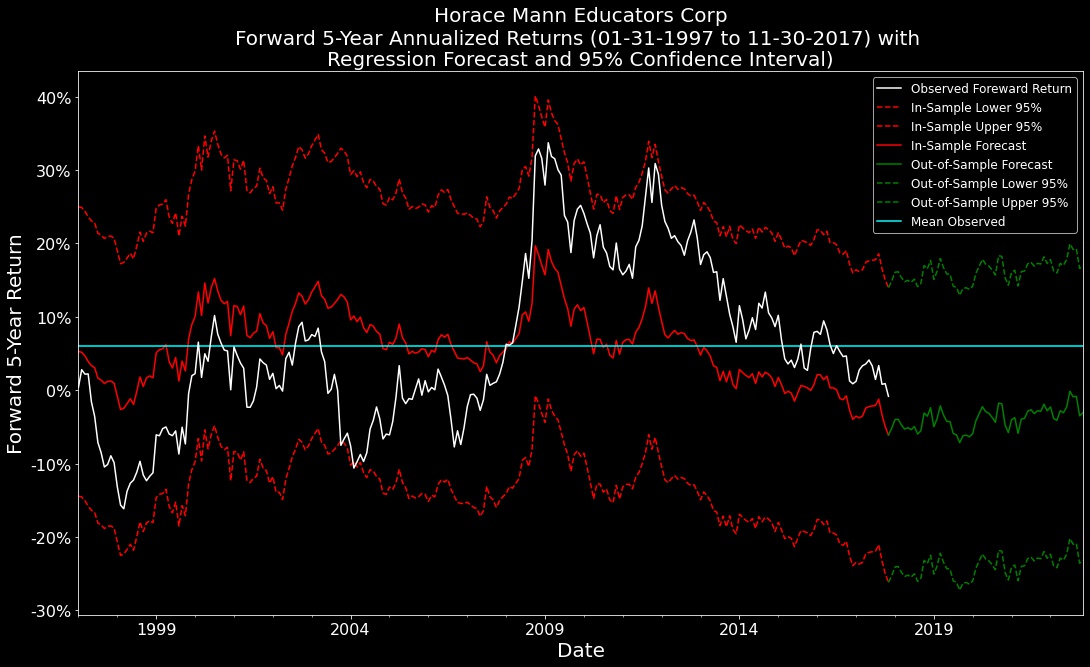 Horace Mann Educators Corp
Forward 5-Year Annualized Returns (01-31-1997 to 11-30-2017) with
Regression Forecast and 95% Confidence Interval)
Observed Foreward Return
In-Sample Lower 95%
In-Sample Upper 95%
In-Sample Forecast
Out-of-Sample Forecast
Out-of-Sample Lower 95%
Out-of-Sample Upper 95%
Mean Observed
Forward 5-Year Return
40%
30%
20%
10%
0%
-10%
-20%
-30%
1999
2004
2009
2014
2019
Date